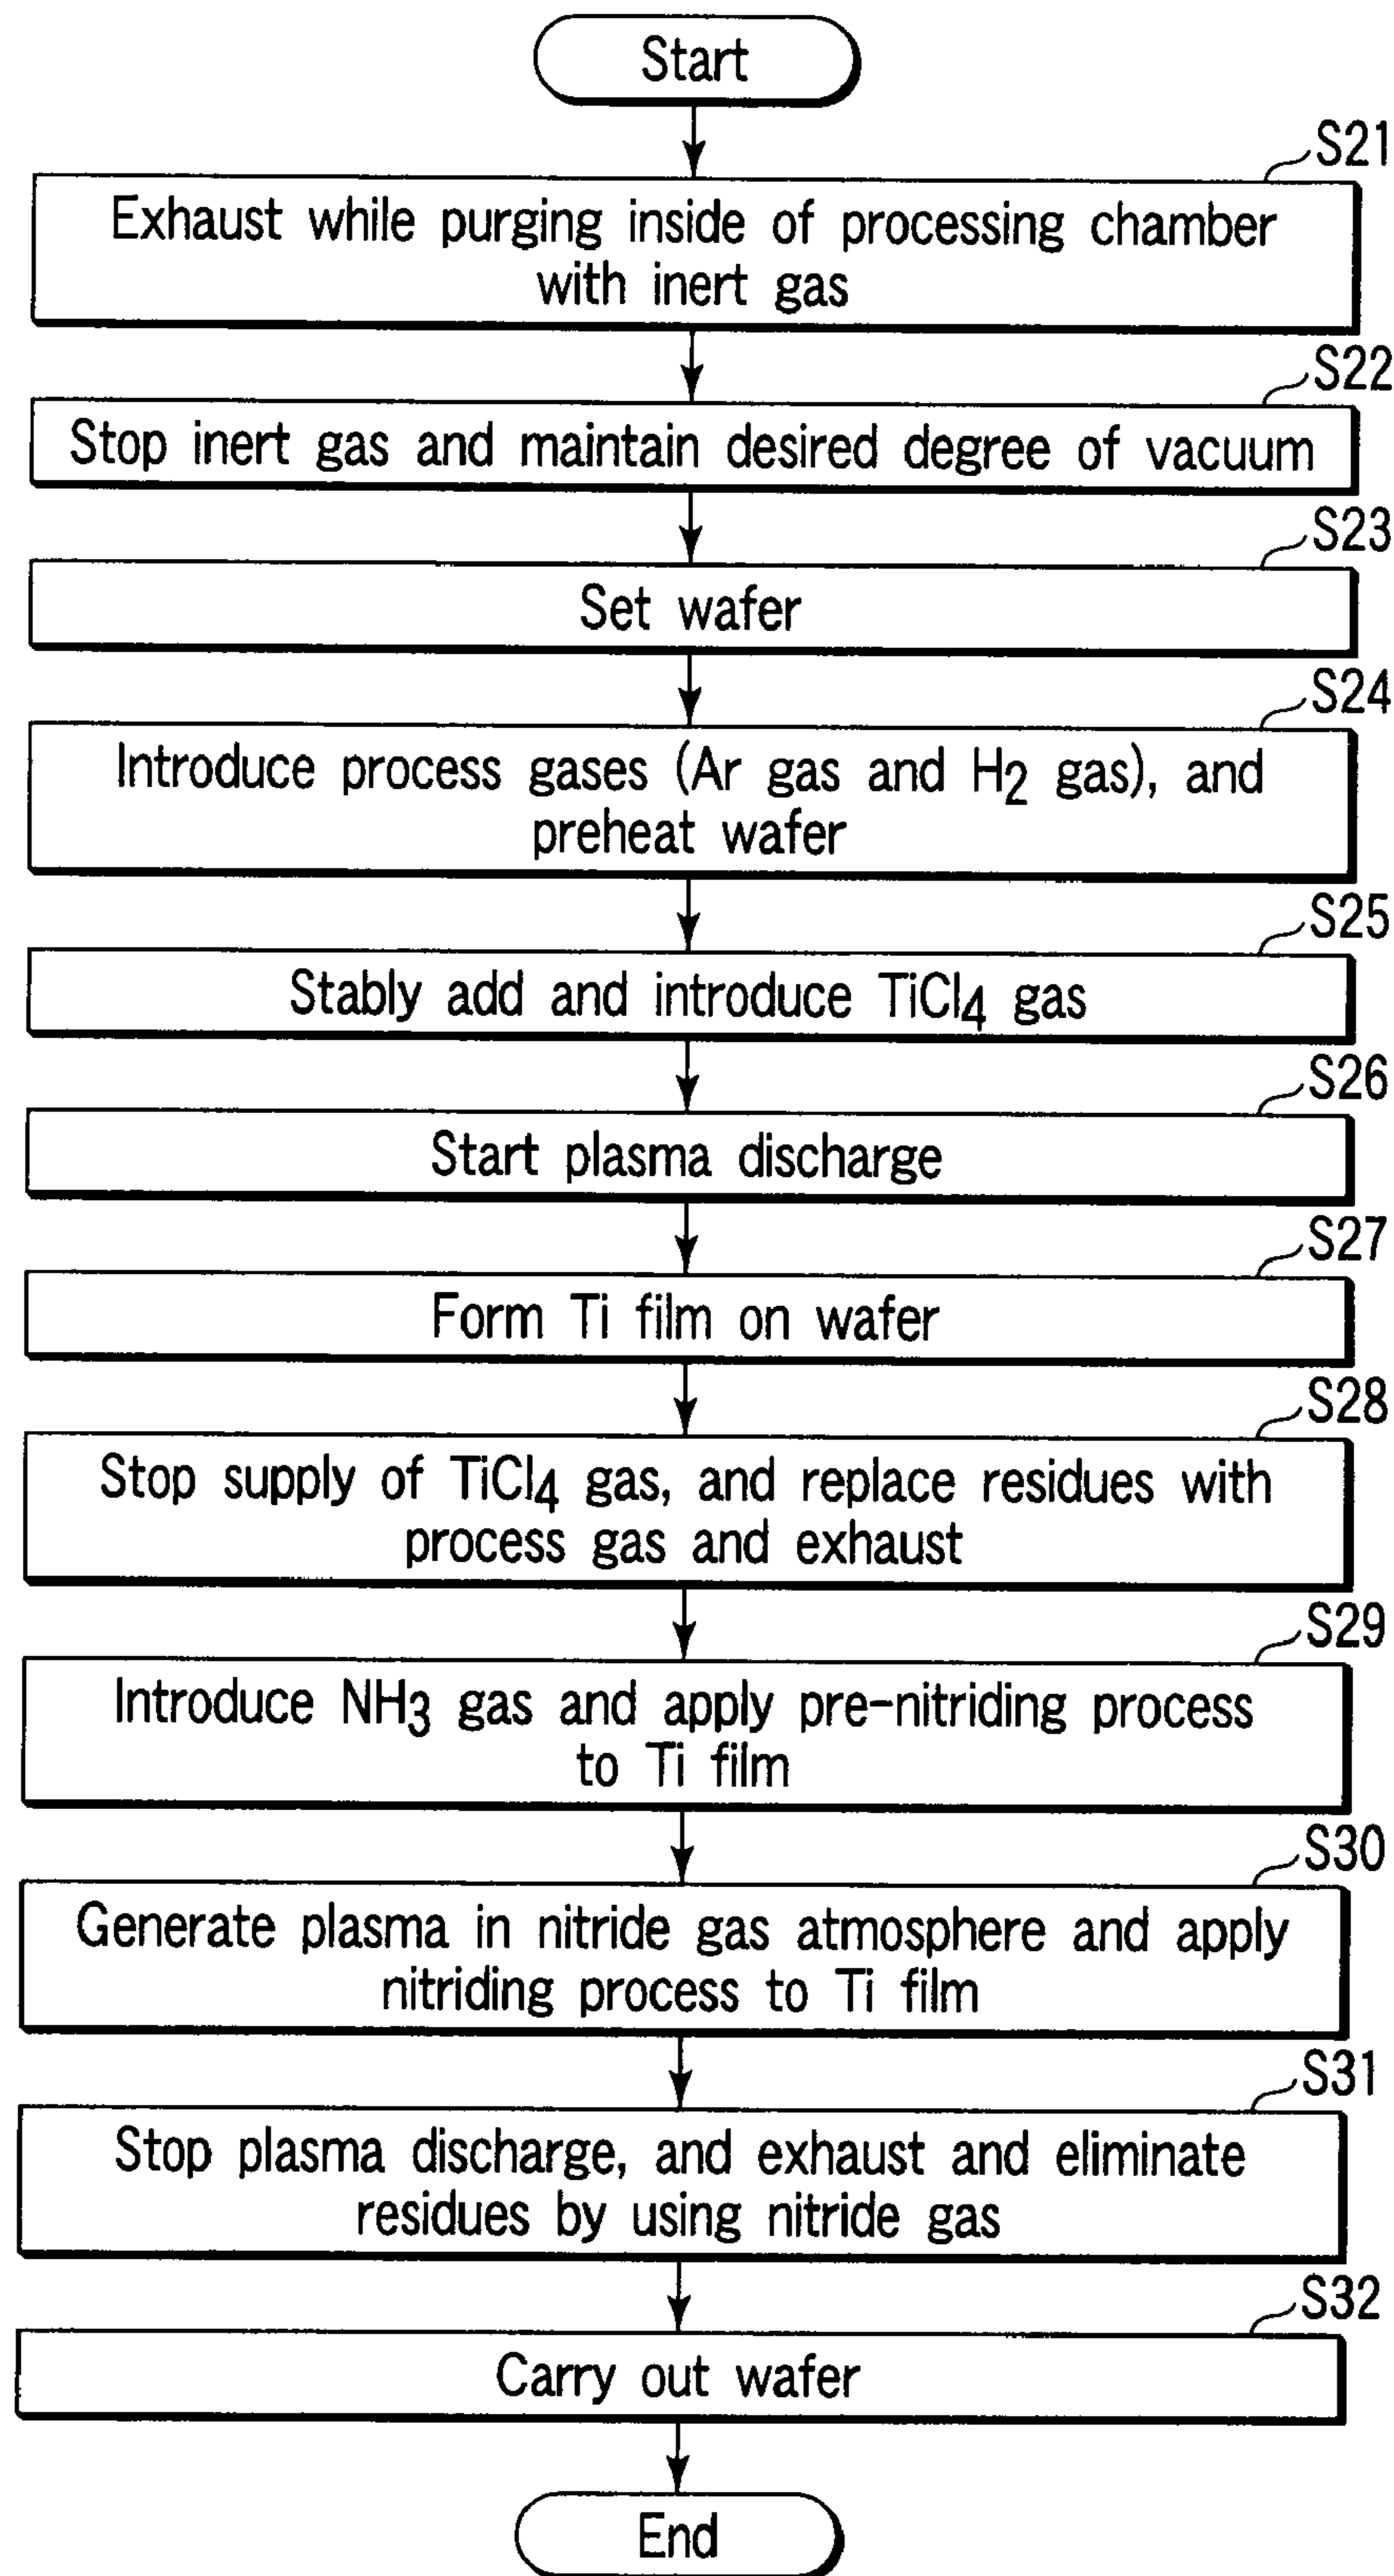 Start
S21
Exhaust while purging inside of processing chamber
with inert gas
S22
Stop inert gas and maintain desired degree of vacuum
S23
Set wafer
S24
Introduce process gases (Ar gas and H2 gas), and
preheat wafer
S25
Stably add and introduce TiCl4 gas
S26
Start plasma discharge
S27
Form Ti film on wafer
S28
Stop supply of TiCl4 gas, and replace residues with
process gas and exhaust
S29
Introduce NH3 gas and apply pre-nitriding process
to Ti film
S30
Generate plasma in nitride gas atmosphere and apply
nitriding process to Ti film
S31
Stop plasma discharge, and exhaust and eliminate
residues by using nitride gas
S32
Carry out wafer
End